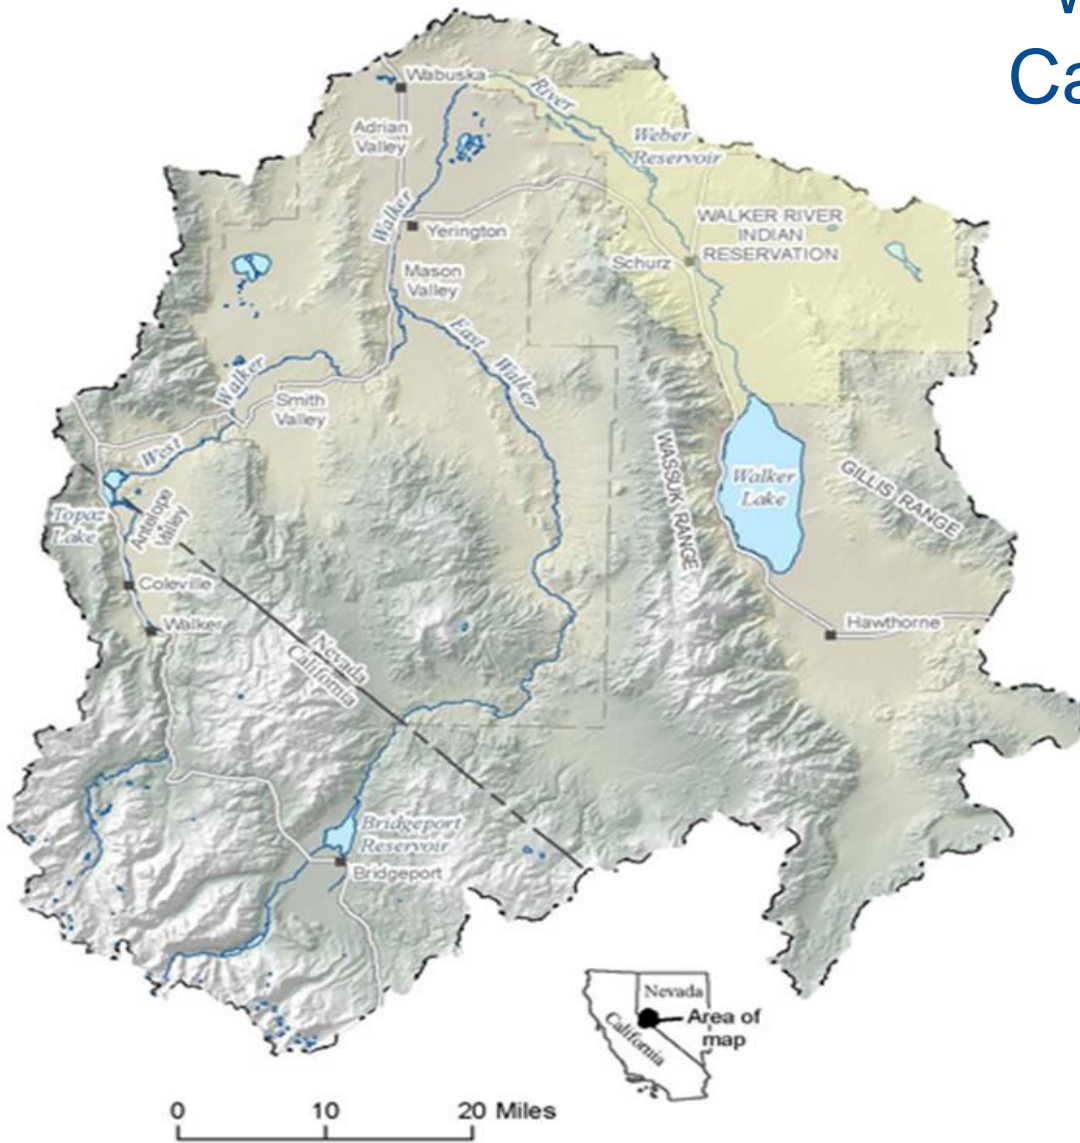 Ca
Wabuska
River
Adrian
Valley
Weber
Reservoir
Walker
Yerington
WALKER RIVER
INDIAN
RESERVATION
Schurz
Mason
Valley
East Walker
West Walker
Smith
Valley
WASSUK RANGE
Walker
Lake
GILLIS RANGE
Topaz
Lake
Antelope
Valley
Coleville
Walker
Hawthorne
Nevada
California
Bridgeport
Reservoir
Bridgeport
Nevada
California
Area of
map
0 10 20 Miles